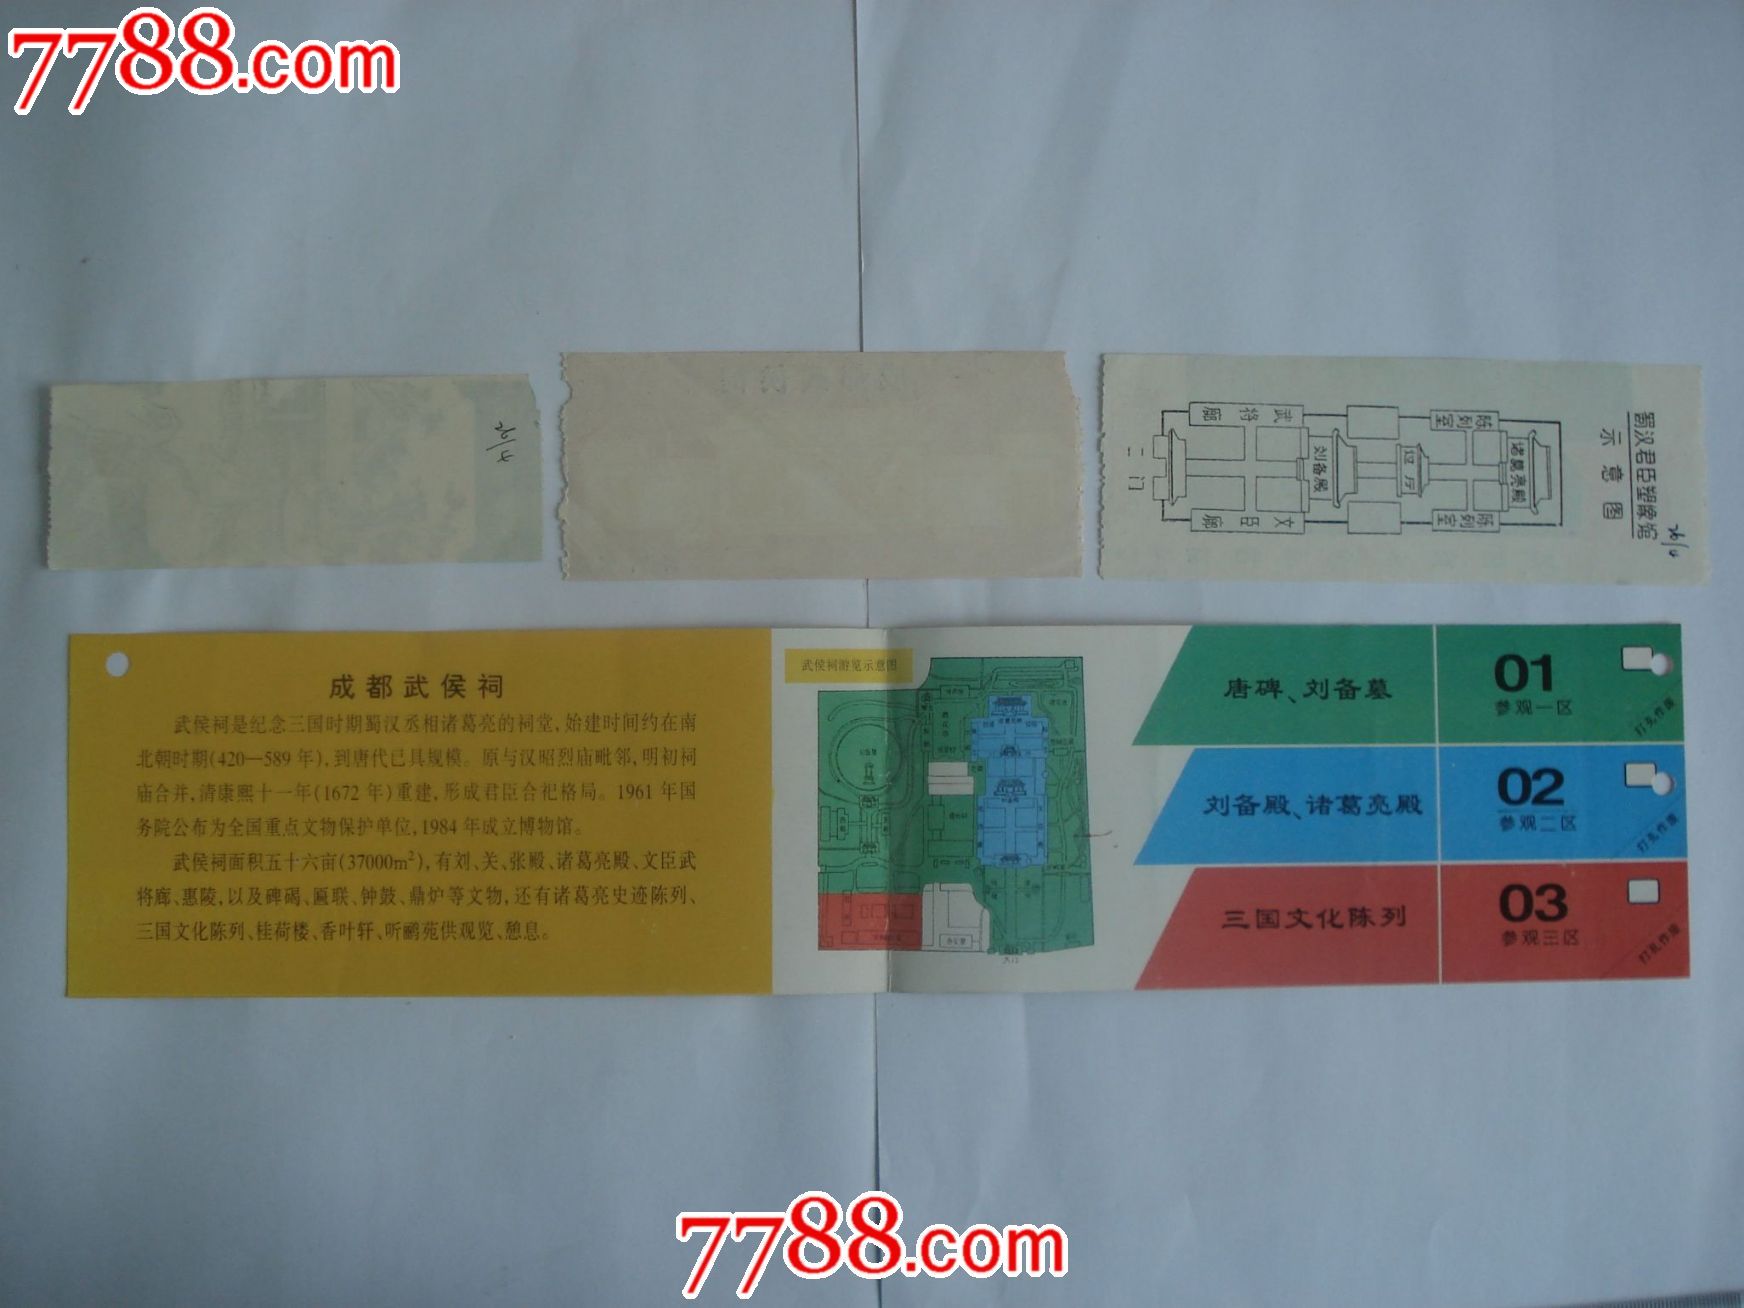 7788.com
蜀汉君臣塑像馆
示意图
武将廊
陈列室
二门
刘备殿
过厅
诸葛亮殿
文臣廊
陈列室
成都武侯祠
武侯祠是纪念三国时期蜀汉丞相诸葛亮的祠堂,始建时间约在南
北朝时期(420—589年),到唐代已具规模。原与汉昭烈庙毗邻,明初祠
庙合并,清康熙十一年(1672年)重建,形成君臣合祀格局。1961年国
务院公布为全国重点文物保护单位,1984年成立博物馆。
武侯祠面积五十六亩(37000m²),有刘、关、张殿、诸葛亮殿、文臣武
将廊、惠陵,以及碑碣、匾联、钟鼓、鼎炉等文物,还有诸葛亮史迹陈列、
三国文化陈列、桂荷楼、香叶轩、听鹂苑供观览、憩息。
武侯祠游览示意图
唐碑、刘备墓
01
参观一区
打孔作废
刘备殿、诸葛亮殿
02
参观二区
打孔作废
三国文化陈列
03
参观三区
打孔作废
7788.com